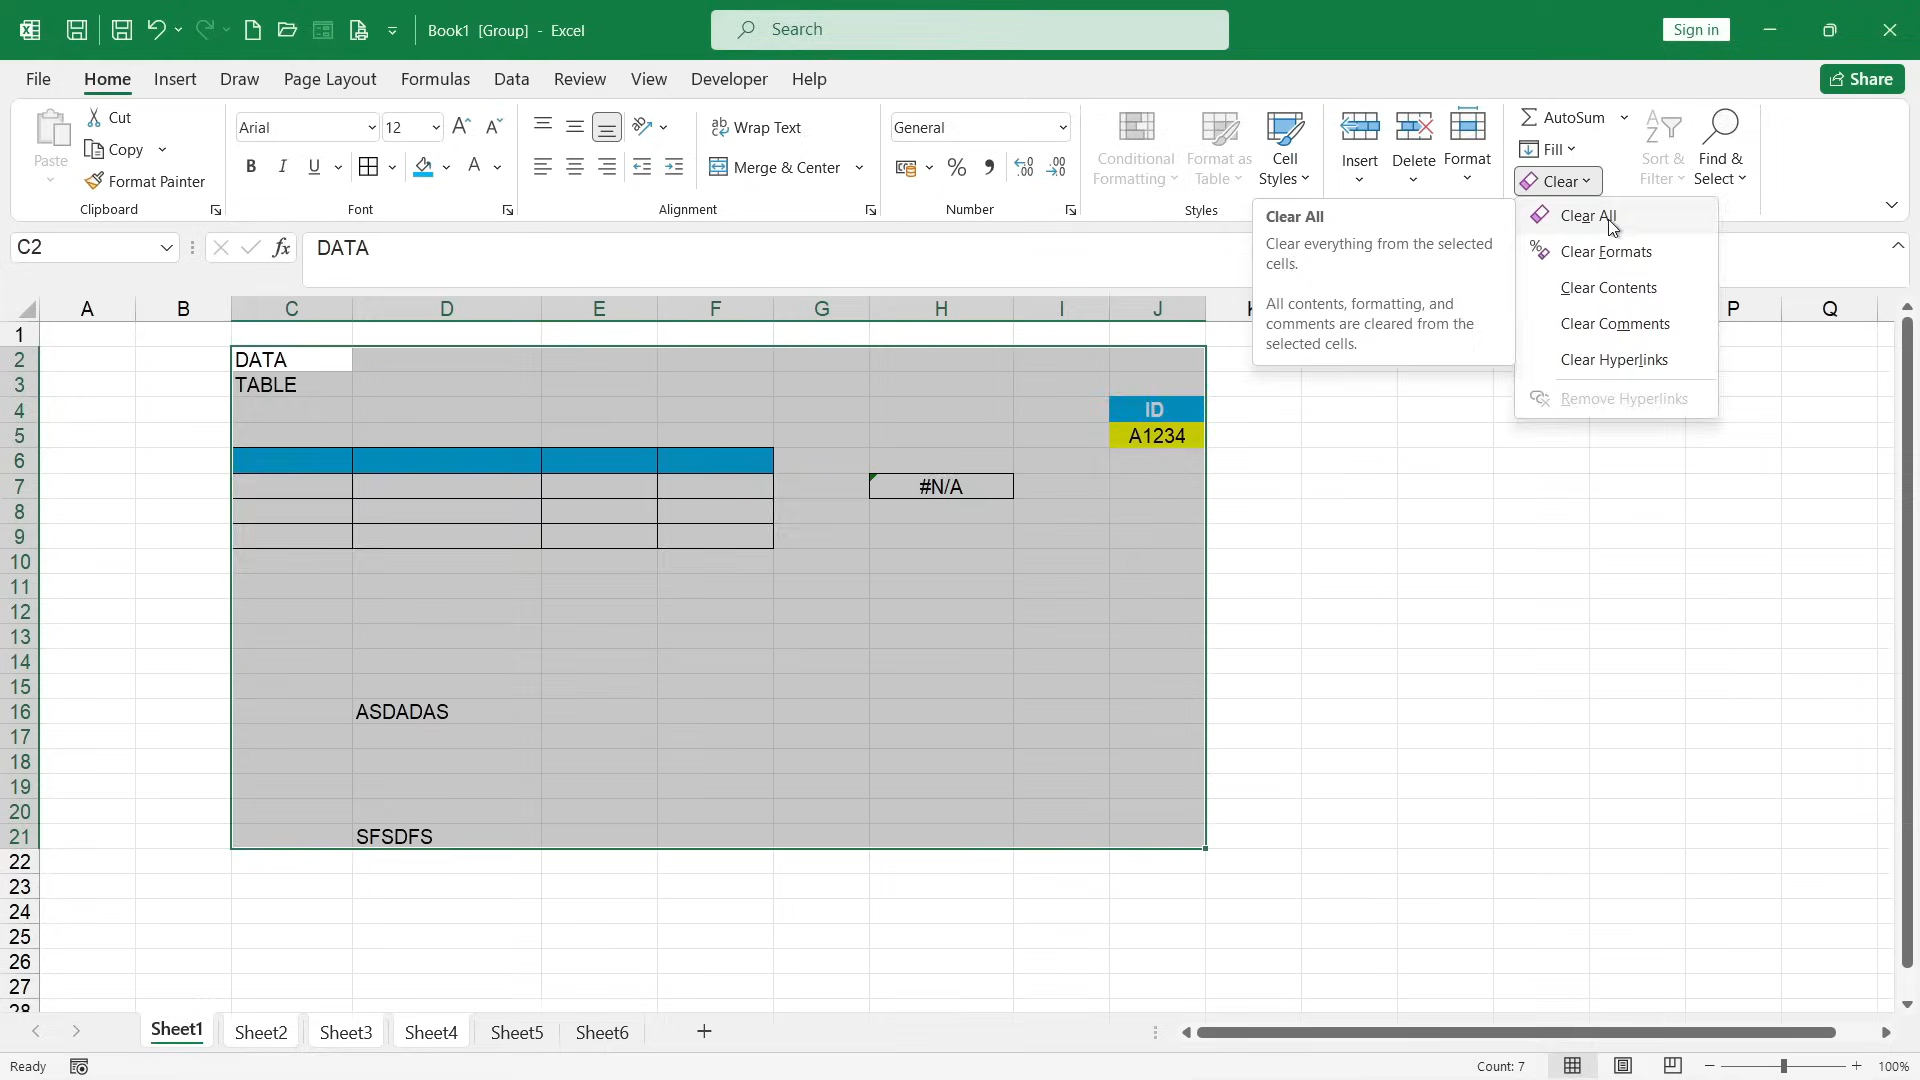 Book1 [Group] - Excel
Search
Sign in
File Home Insert Draw Page Layout Formulas Data Review View Developer Help
Share
Paste
Cut
Copy
Format Painter
Clipboard
Arial 12
B I U A
Font
Wrap Text
Merge & Center
Alignment
General
Number
Conditional Formatting
Format as Table
Cell Styles
Styles
Insert
Delete
Format
AutoSum
Fill
Clear
Sort & Filter
Find & Select
Clear All
Clear everything from the selected
cells.
All contents, formatting, and
comments are cleared from the
selected cells.
Clear All
Clear Formats
Clear Contents
Clear Comments
Clear Hyperlinks
Remove Hyperlinks
C2 fx DATA
A B C D E F G H I J P Q
1
2 DATA
3 TABLE
4 ID
5 A1234
6
7 #N/A
8
9
10
11
12
13
14
15
16 ASDADAS
17
18
19
20
21 SFSDFS
22
23
24
25
26
27
28
Sheet1 Sheet2 Sheet3 Sheet4 Sheet5 Sheet6
Ready
Count: 7
100%